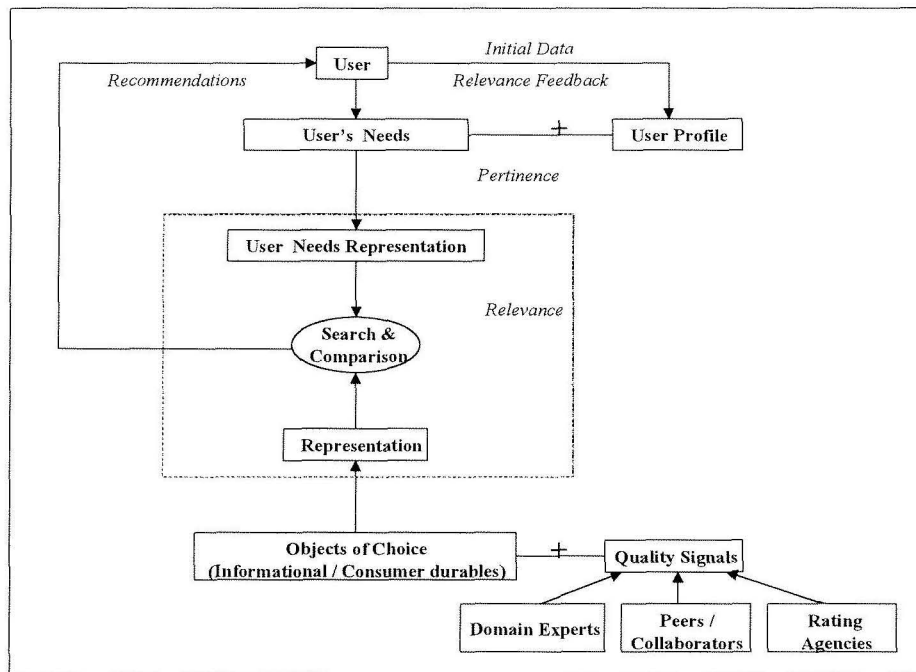 Initial Data
User
Recommendations
Relevance Feedback
User's Needs
User Profile
Pertinence
User Needs Representation
Relevance
Search &
Comparison
Representation
Objects of Choice
(Informational / Consumer durables)
Quality Signals
Domain Experts
Peers /
Collaborators
Rating
Agencies